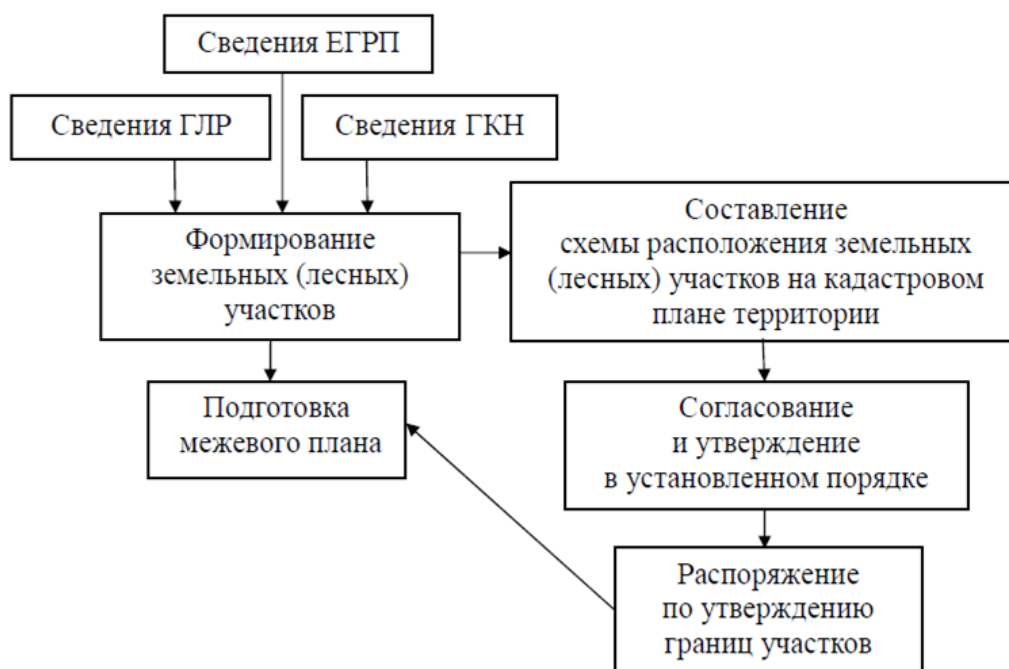 Сведения ЕГРП
Сведения ГЛР
Сведения ГКН
Формирование
земельных (лесных)
участков
Составление
схемы расположения земельных
(лесных) участков на кадастровом
плане территории
Подготовка
межевого плана
Согласование
и утверждение
в установленном порядке
Распоряжение
по утверждению
границ участков